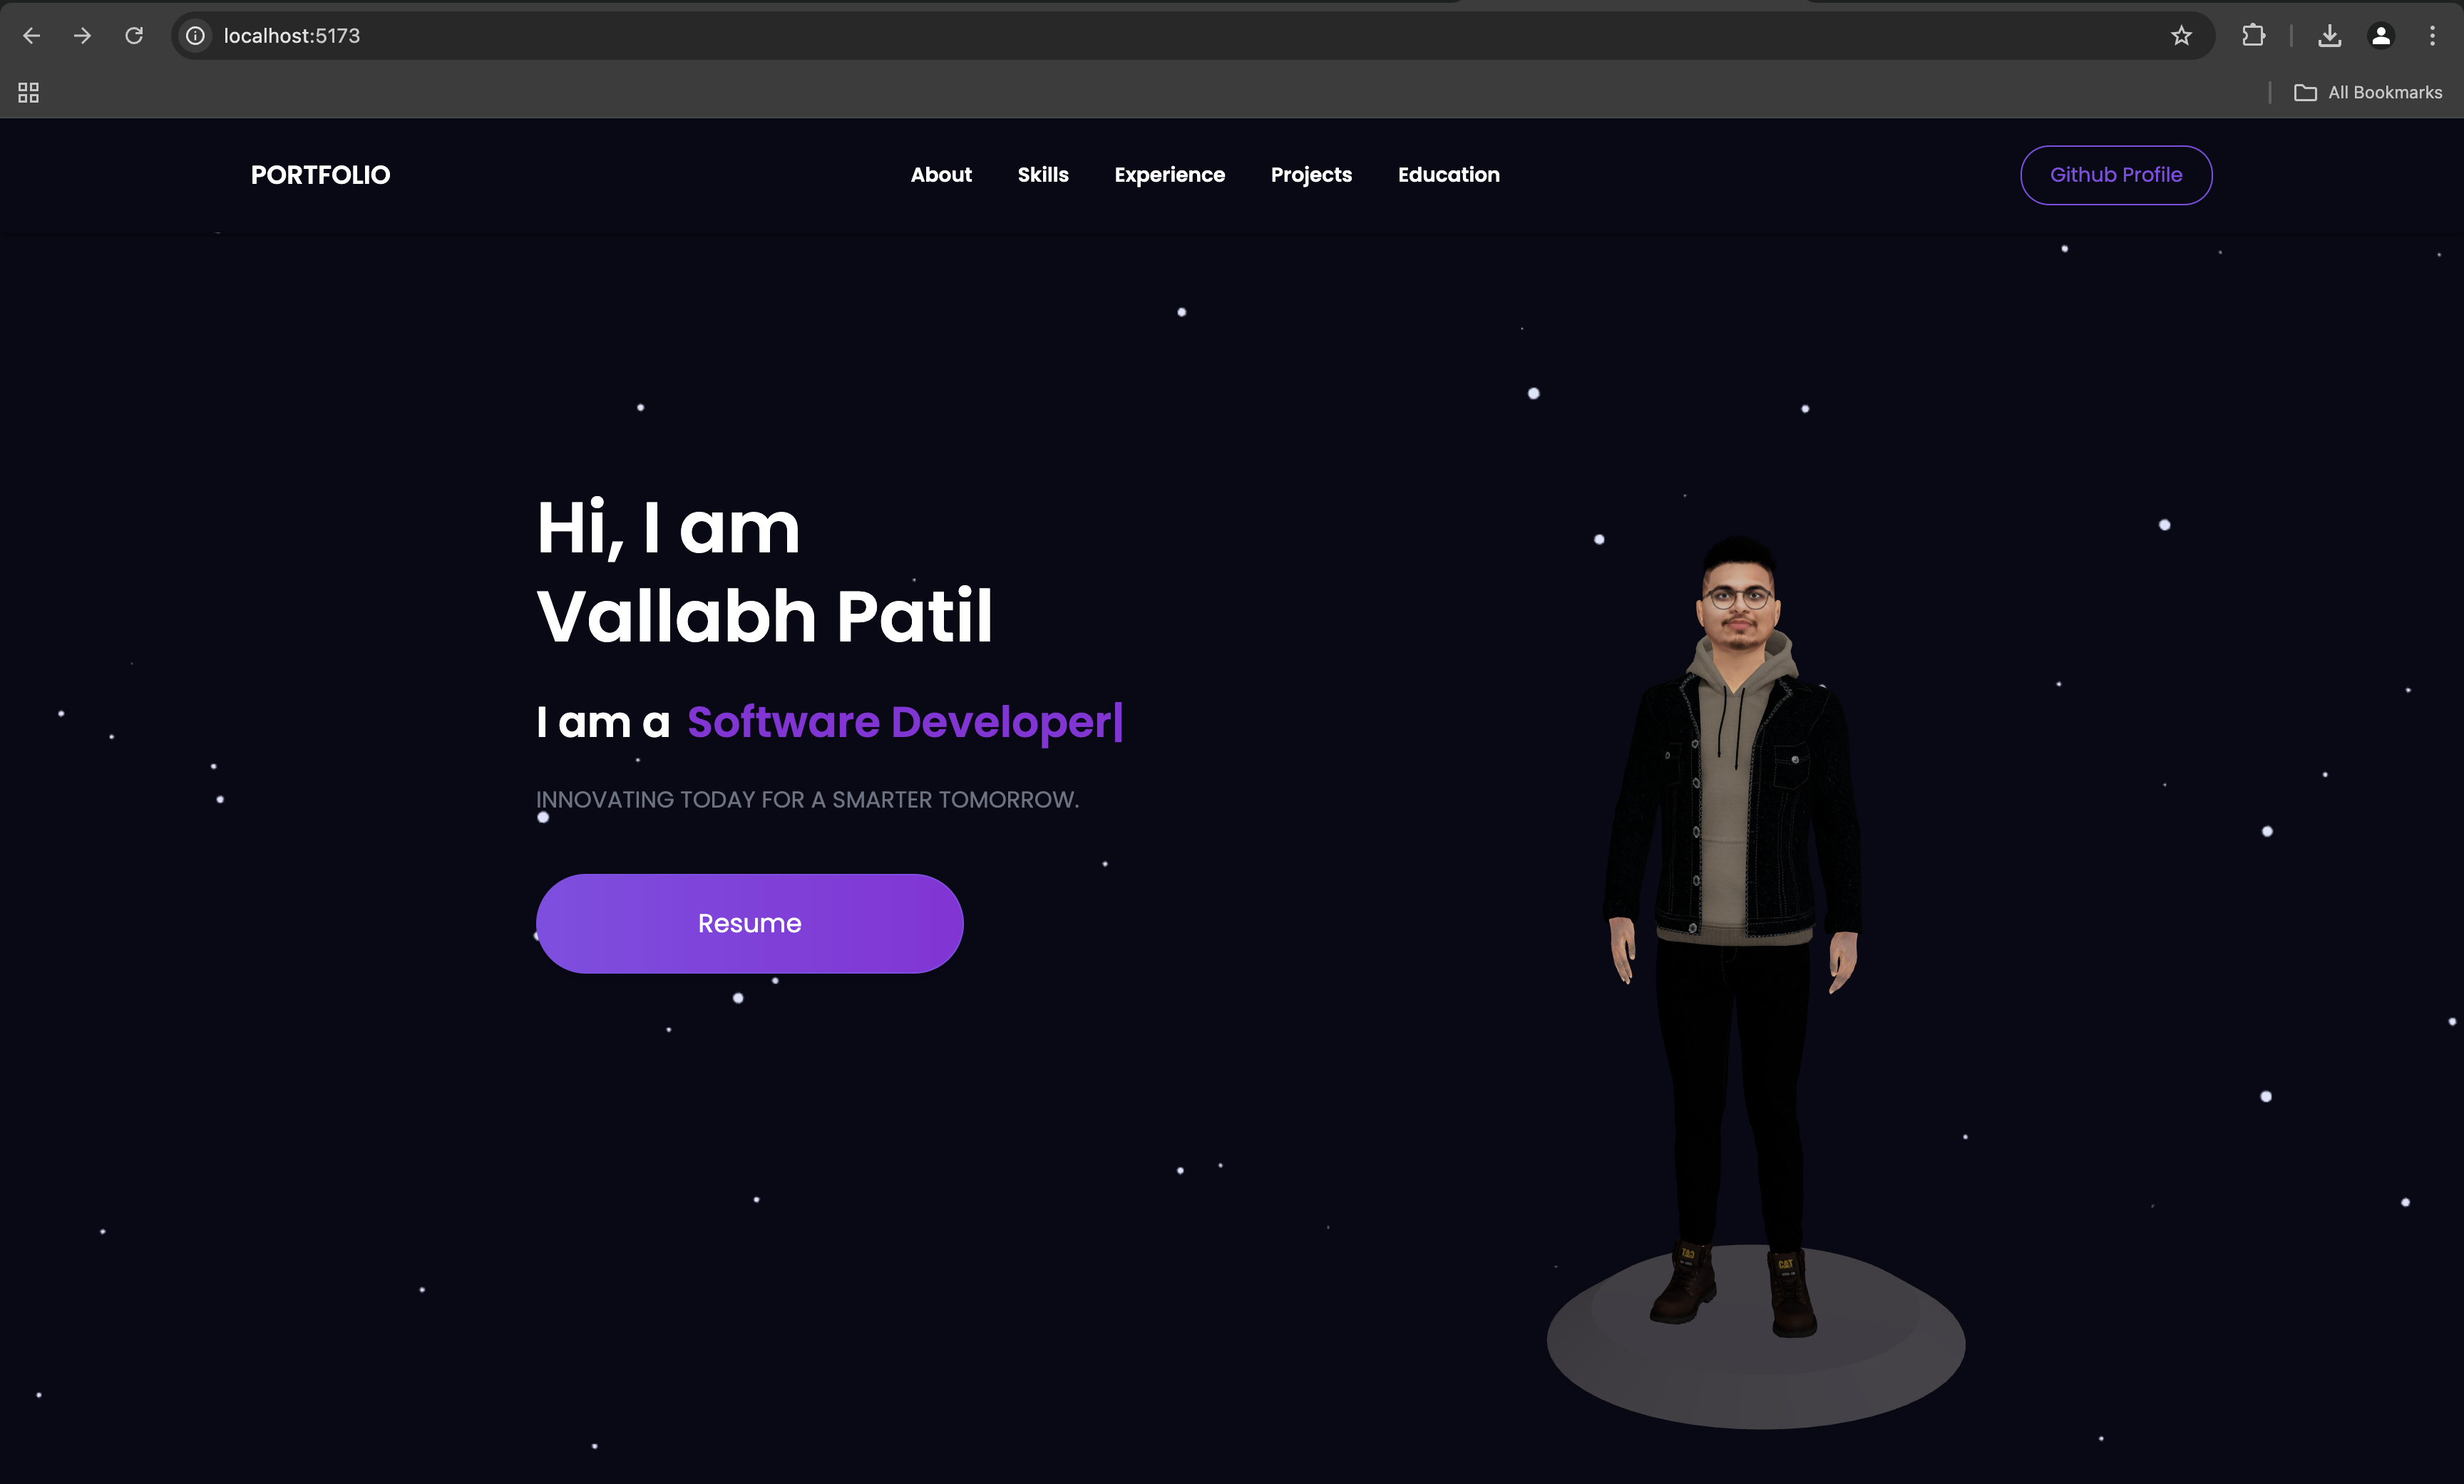 localhost:5173
All Bookmarks
PORTFOLIO
About Skills Experience Projects Education
Github Profile
Hi, I am
Vallabh Patil
I am a Software Developer|
INNOVATING TODAY FOR A SMARTER TOMORROW.
Resume
CAT
CAT